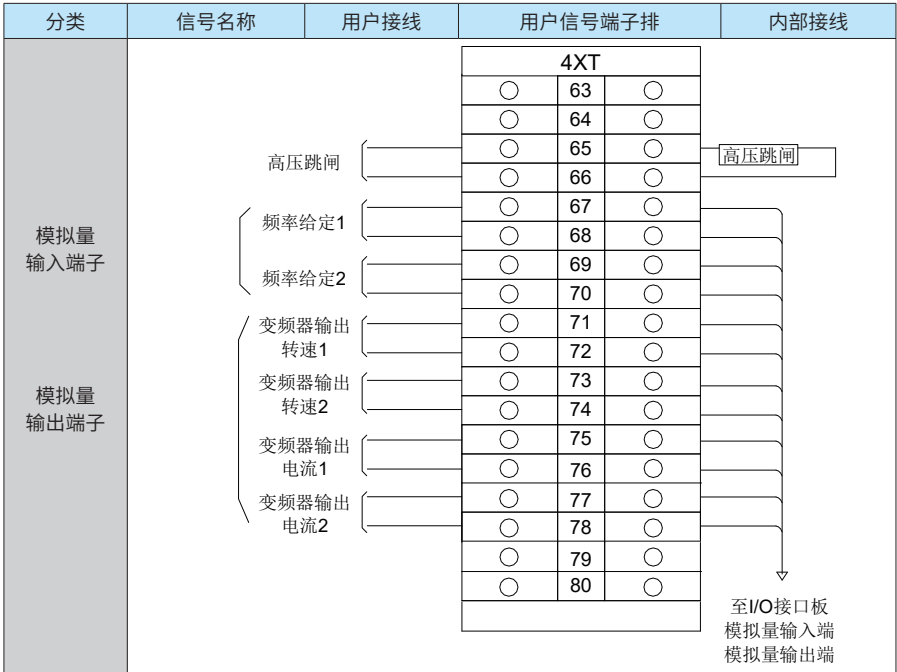 分类 信号名称 用户接线 用户信号端子排 内部接线
4XT
63
64
65
高压跳闸
高压跳闸
66
67
频率给定1
68
模拟量
输入端子
69
频率给定2
70
71
变频器输出
转速1
72
73
变频器输出
转速2
74
模拟量
输出端子
75
变频器输出
电流1
76
77
变频器输出
电流2
78
79
80
至I/O接口板
模拟量输入端
模拟量输出端